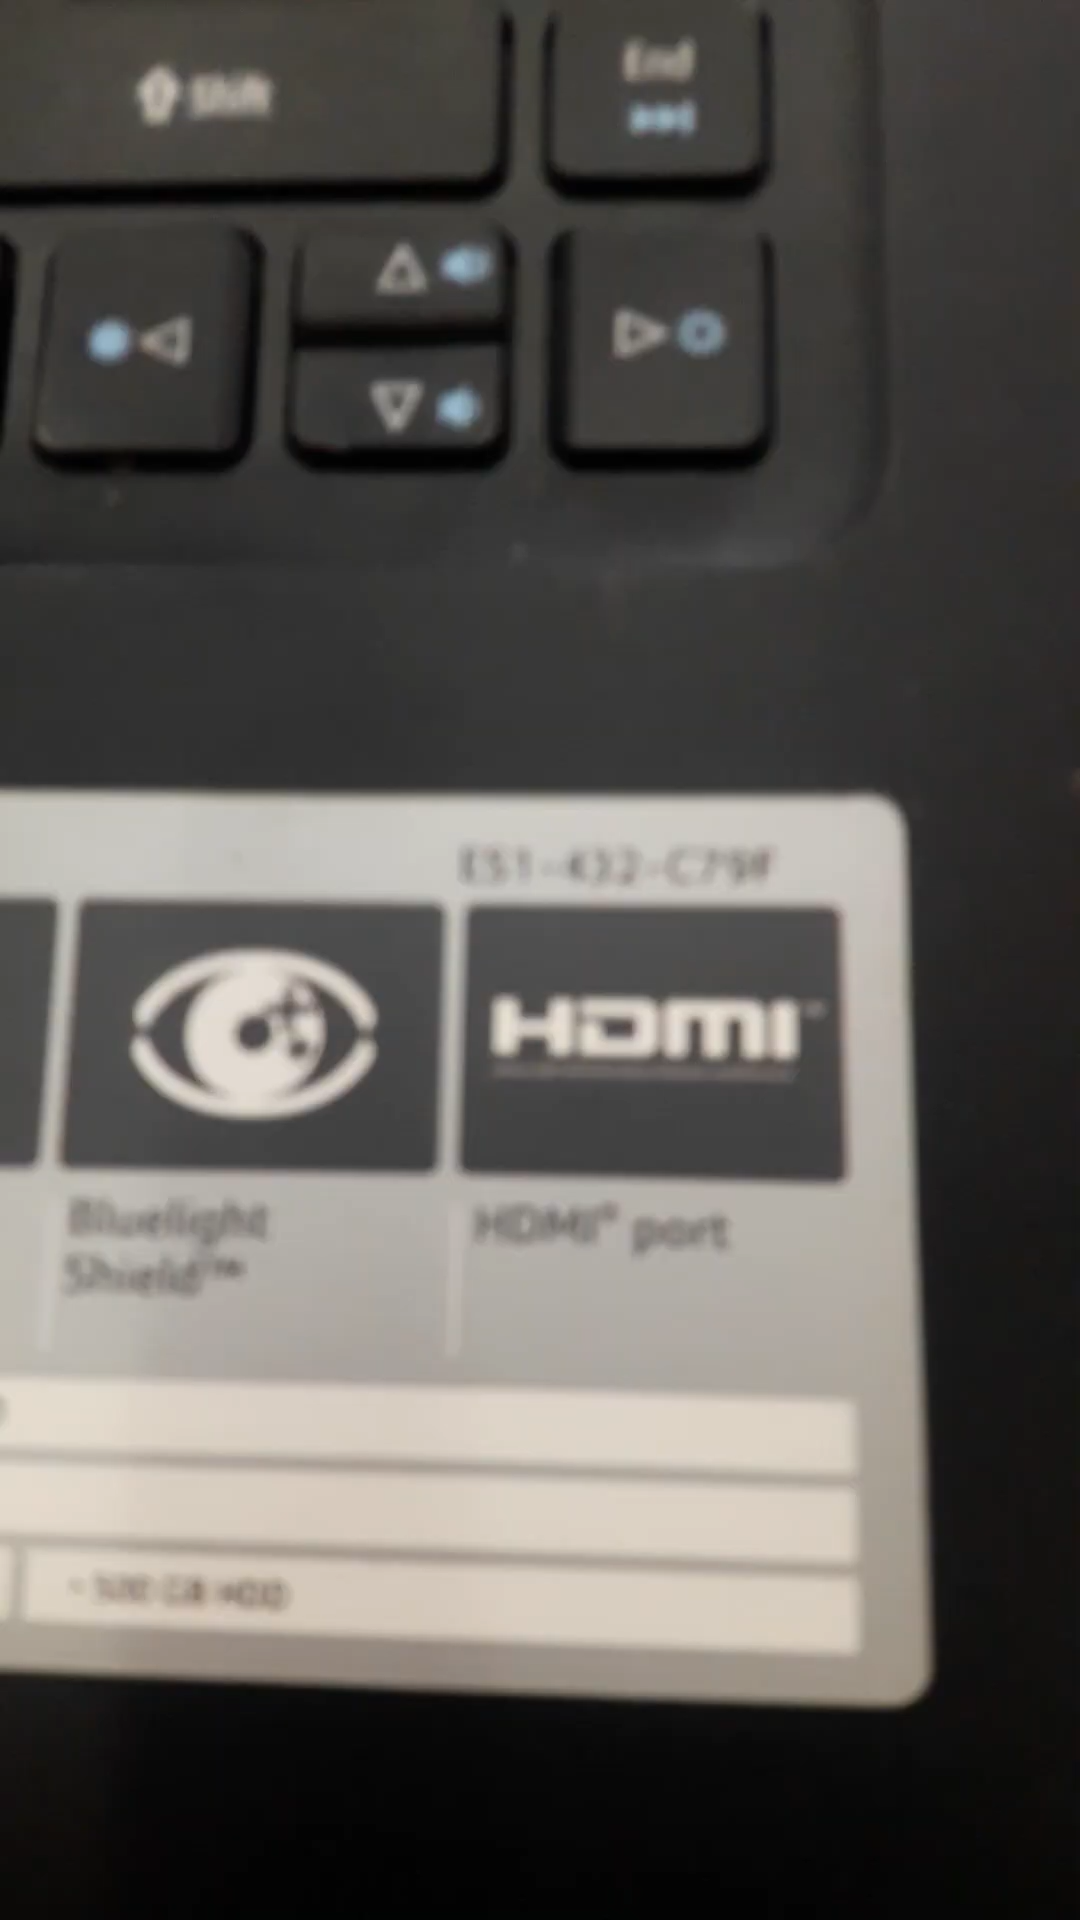 Shift
End
ES1-432-C79F
HDMI
Bluelight
Shield™
HDMI® port
- 500 GB HDD